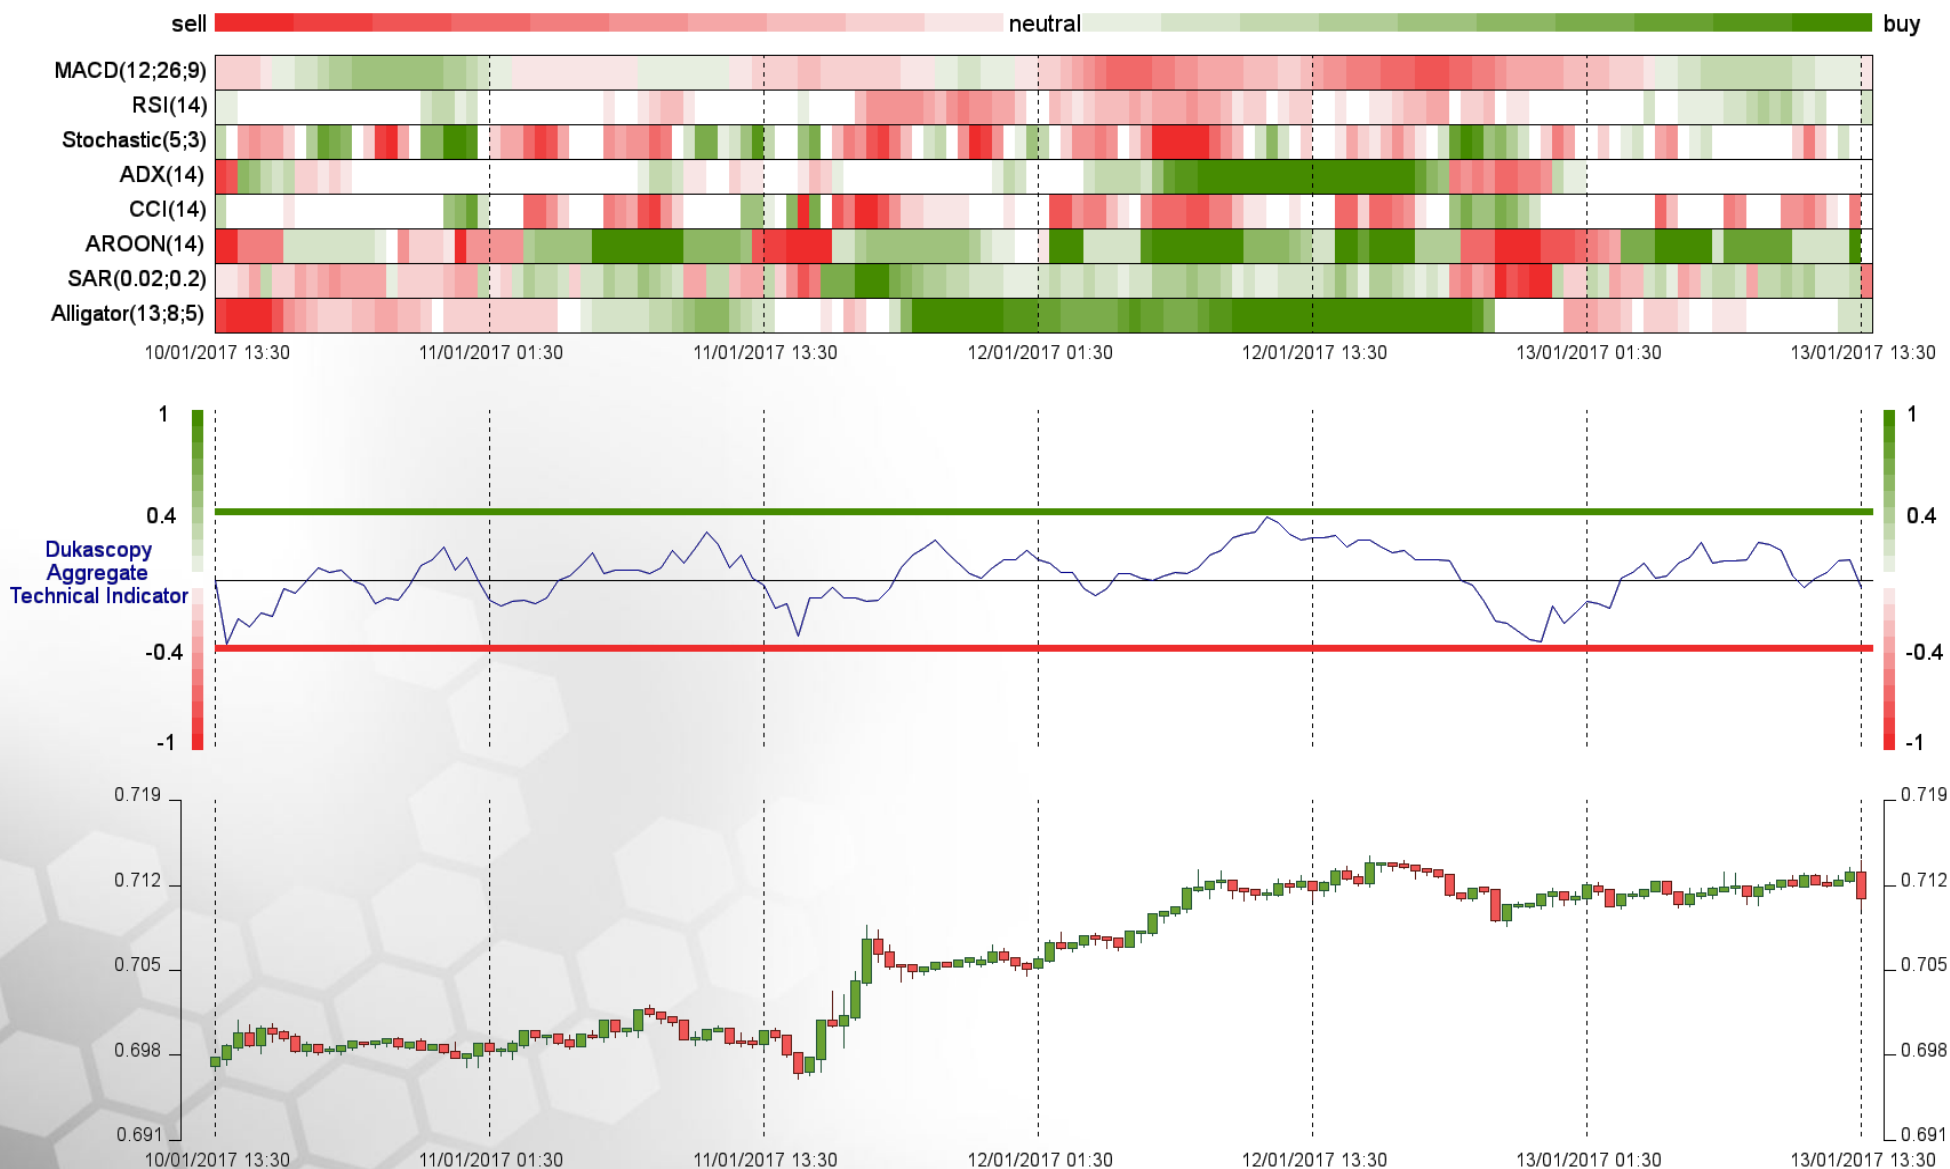 sell neutral buy
MACD(12;26;9)
RSI(14)
Stochastic(5;3)
ADX(14)
CCI(14)
AROON(14)
SAR(0.02;0.2)
Alligator(13;8;5)
10/01/2017 13:30 11/01/2017 01:30 11/01/2017 13:30 12/01/2017 01:30 12/01/2017 13:30 13/01/2017 01:30 13/01/2017 13:30
1 1
0.4 0.4
Dukascopy
Aggregate
Technical Indicator
-0.4 -0.4
-1 -1
0.719 0.719
0.712 0.712
0.705 0.705
0.698 0.698
0.691 0.691
10/01/2017 13:30 11/01/2017 01:30 11/01/2017 13:30 12/01/2017 01:30 12/01/2017 13:30 13/01/2017 01:30 13/01/2017 13:30